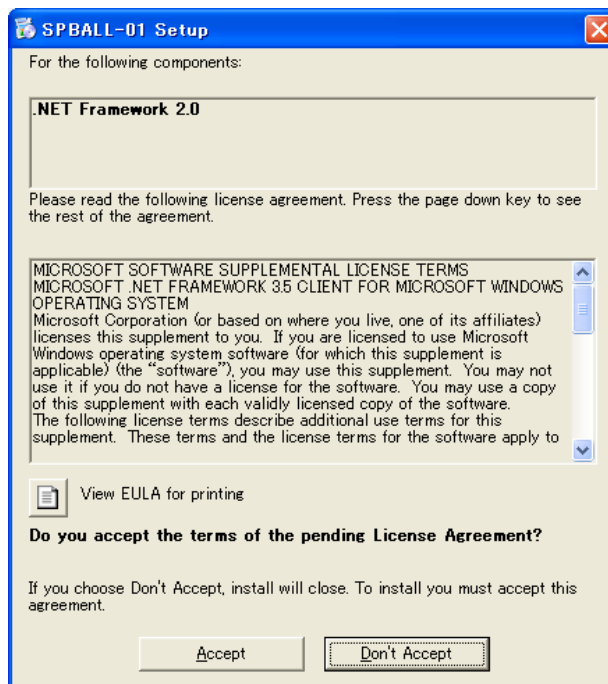 SPBALL-01 Setup
For the following components:
.NET Framework 2.0
Please read the following license agreement. Press the page down key to see
the rest of the agreement.
MICROSOFT SOFTWARE SUPPLEMENTAL LICENSE TERMS
MICROSOFT .NET FRAMEWORK 3.5 CLIENT FOR MICROSOFT WINDOWS
OPERATING SYSTEM
Microsoft Corporation (or based on where you live, one of its affiliates)
licenses this supplement to you.  If you are licensed to use Microsoft
Windows operating system software (for which this supplement is
applicable) (the “software”), you may use this supplement.  You may not
use it if you do not have a license for the software.  You may use a copy
of this supplement with each validly licensed copy of the software.
The following license terms describe additional use terms for this
supplement.  These terms and the license terms for the software apply to
View EULA for printing
Do you accept the terms of the pending License Agreement?
If you choose Don't Accept, install will close. To install you must accept this
agreement.
Accept
Don't Accept